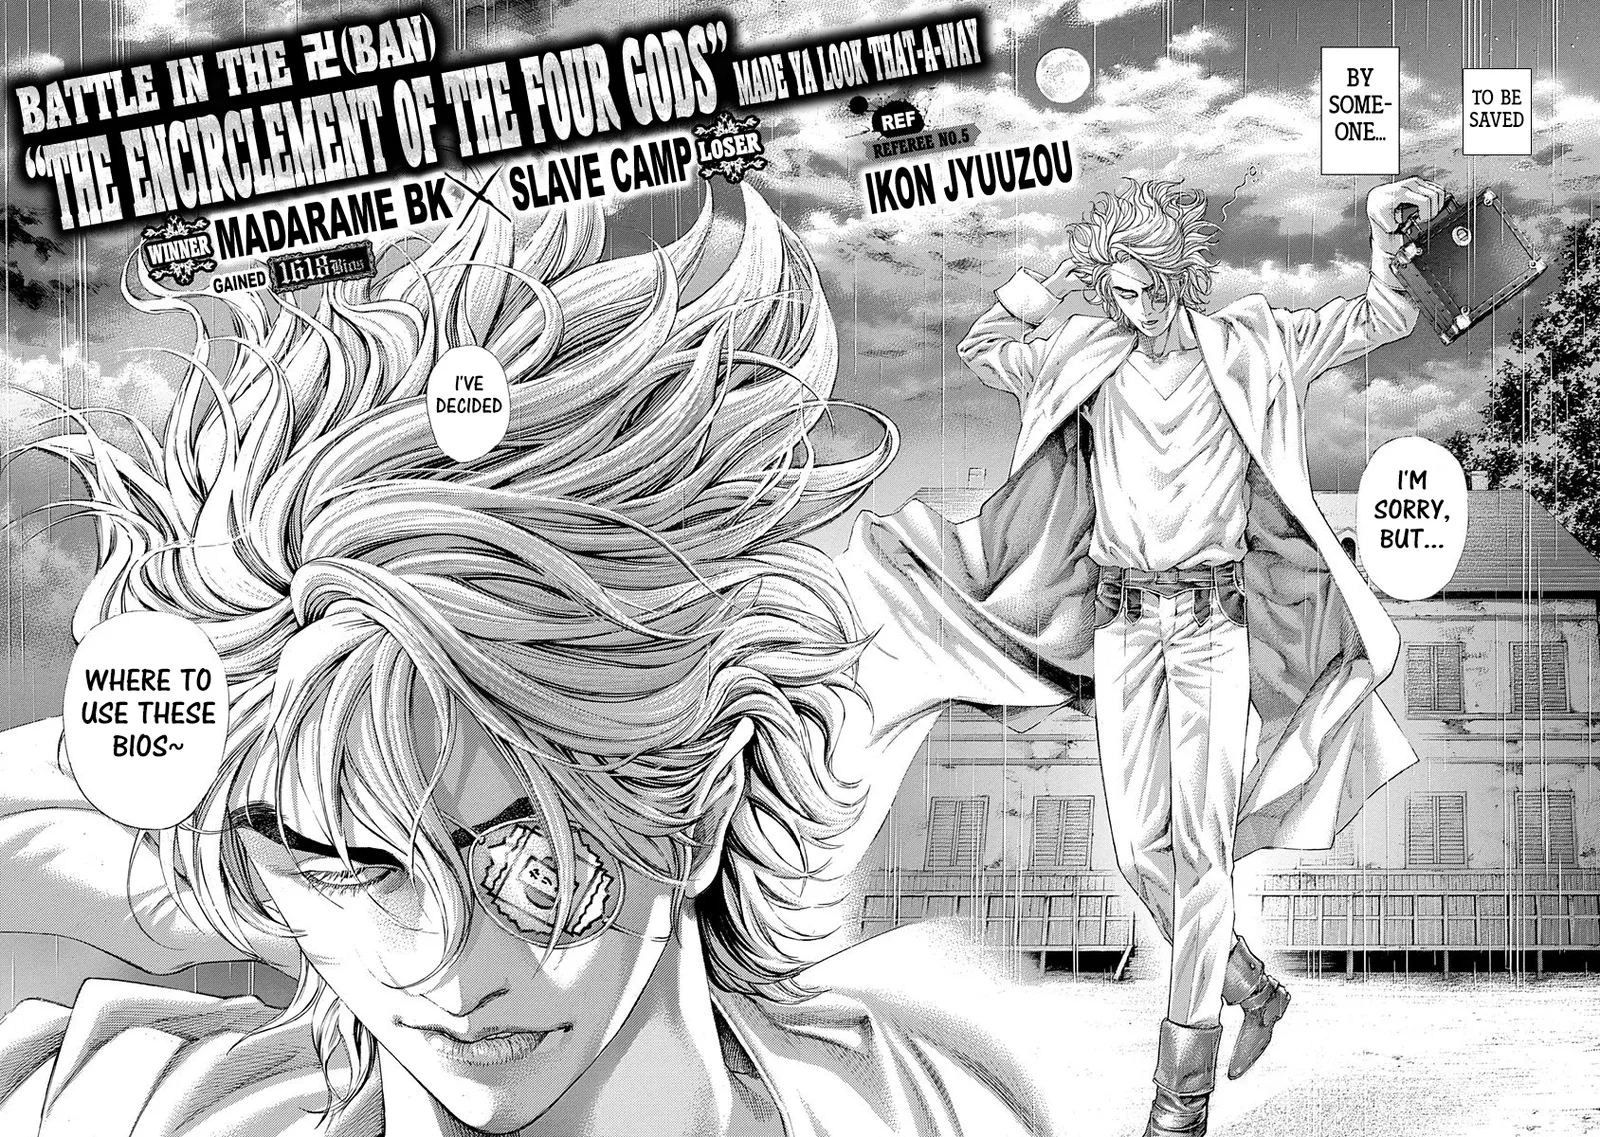 BATTLE IN THE 卍(BAN)
"THE ENCIRCLEMENT OF THE FOUR GODS" MADE YA LOOK THAT-A-WAY
WINNER MADARAME BK × SLAVE CAMP LOSER
GAINED 1618 Bios
REF
REFEREE NO.5
IKON JYUUZOU
TO BE
SAVED
BY
SOME-
ONE...
I'M
SORRY,
BUT...
I'VE
DECIDED
WHERE TO
USE THESE
BIOS~